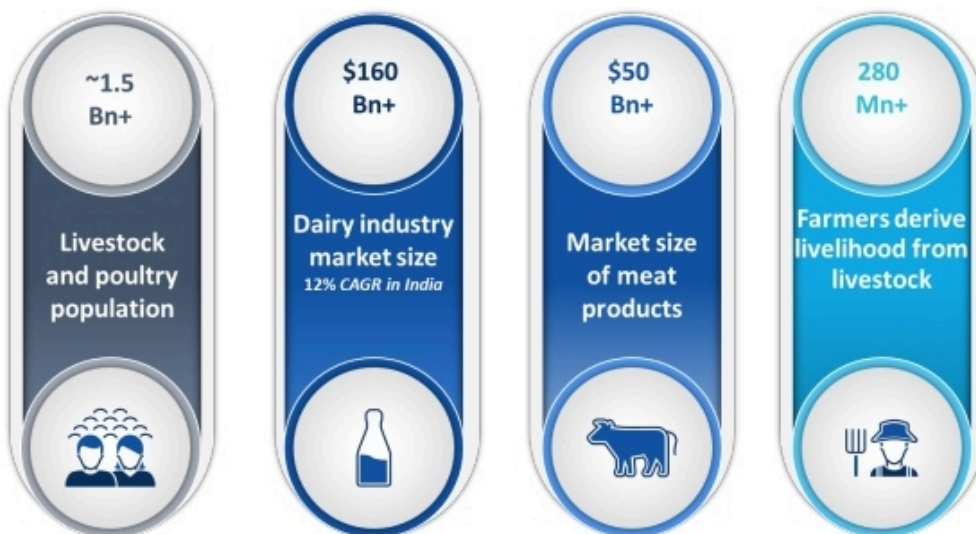 ~1.5
Bn+
Livestock
and poultry
population
$160
Bn+
Dairy industry
market size
12% CAGR in India
$50
Bn+
Market size
of meat
products
280
Mn+
Farmers derive
livelihood from
livestock